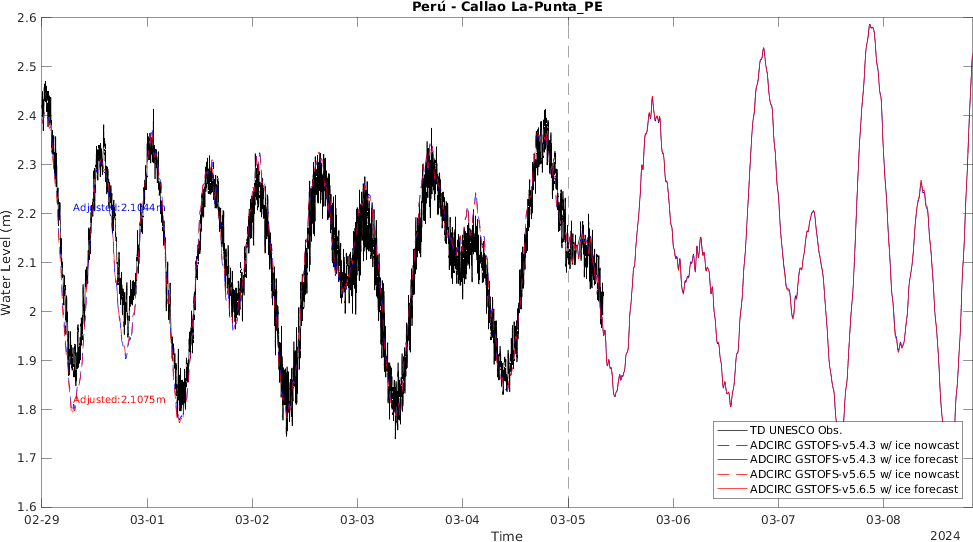 Perú - Callao La-Punta_PE
2.6
2.5
2.4
2.3
2.2
2.1
2
1.9
1.8
1.7
1.6
Water Level (m)
Adjusted:2.1044m
Adjusted:2.1075m
TD UNESCO Obs.
ADCIRC GSTOFS-v5.4.3 w/ ice nowcast
ADCIRC GSTOFS-v5.4.3 w/ ice forecast
ADCIRC GSTOFS-v5.6.5 w/ ice nowcast
ADCIRC GSTOFS-v5.6.5 w/ ice forecast
02-29 03-01 03-02 03-03 03-04 03-05 03-06 03-07 03-08
Time
2024